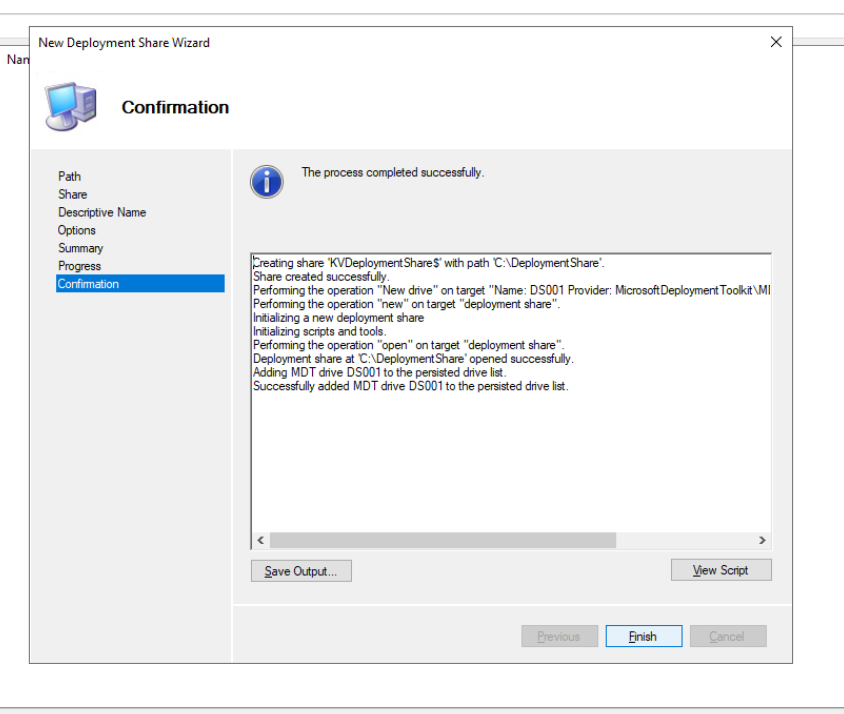 New Deployment Share Wizard
Nan
Confirmation
Path
Share
Descriptive Name
Options
Summary
Progress
Confirmation
The process completed successfully.
Creating share 'KVDeploymentShare$' with path 'C:\DeploymentShare'.
Share created successfully.
Performing the operation "New drive" on target "Name: DS001 Provider: MicrosoftDeploymentToolkit\MI
Performing the operation "new" on target "deployment share".
Initializing a new deployment share
Initializing scripts and tools.
Performing the operation "open" on target "deployment share".
Deployment share at 'C:\DeploymentShare' opened successfully.
Adding MDT drive DS001 to the persisted drive list.
Successfully added MDT drive DS001 to the persisted drive list.
Save Output...
View Script
Previous
Finish
Cancel